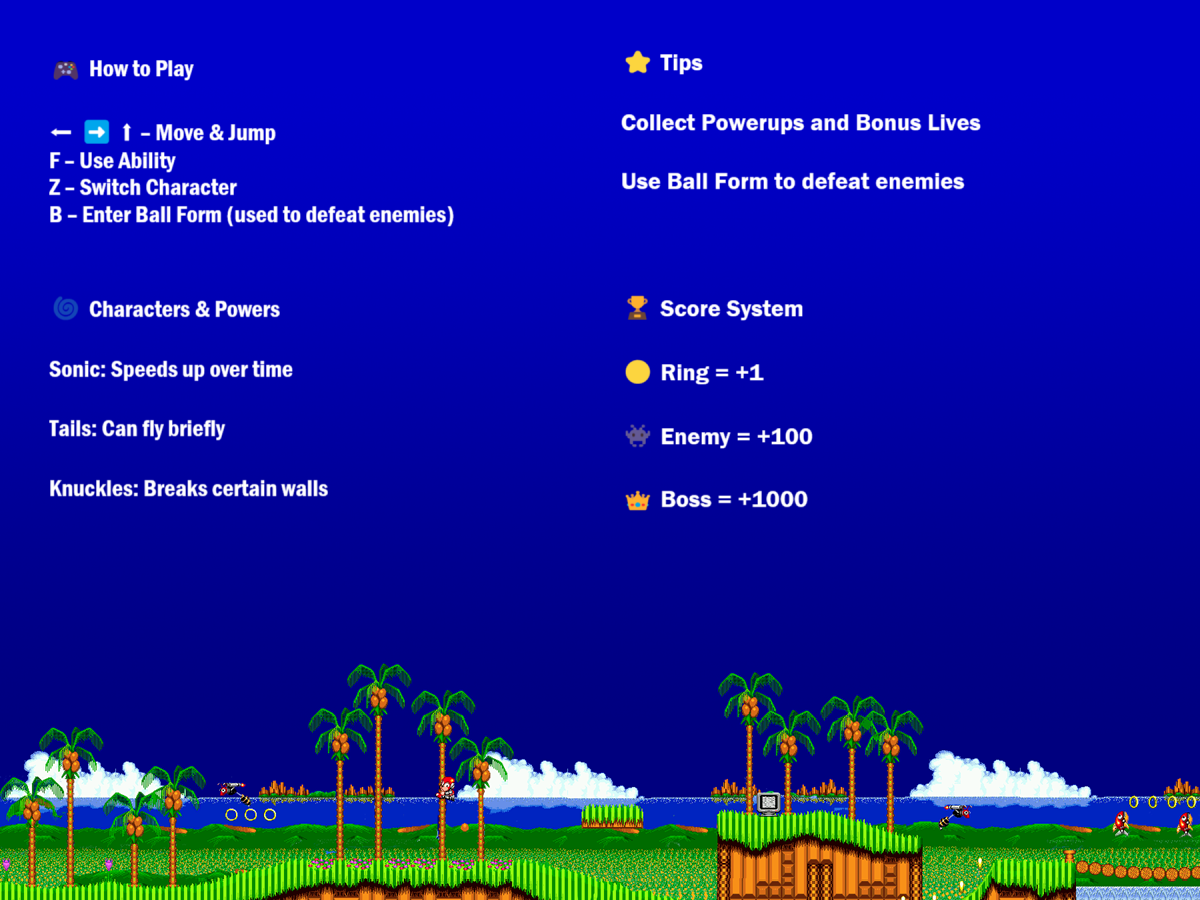 🎮 How to Play
← ➡️ ↑ – Move & Jump
F – Use Ability
Z – Switch Character
B – Enter Ball Form (used to defeat enemies)
🌀 Characters & Powers
Sonic: Speeds up over time
Tails: Can fly briefly
Knuckles: Breaks certain walls
⭐ Tips
Collect Powerups and Bonus Lives
Use Ball Form to defeat enemies
🏆 Score System
🟡 Ring = +1
👾 Enemy = +100
👑 Boss = +1000